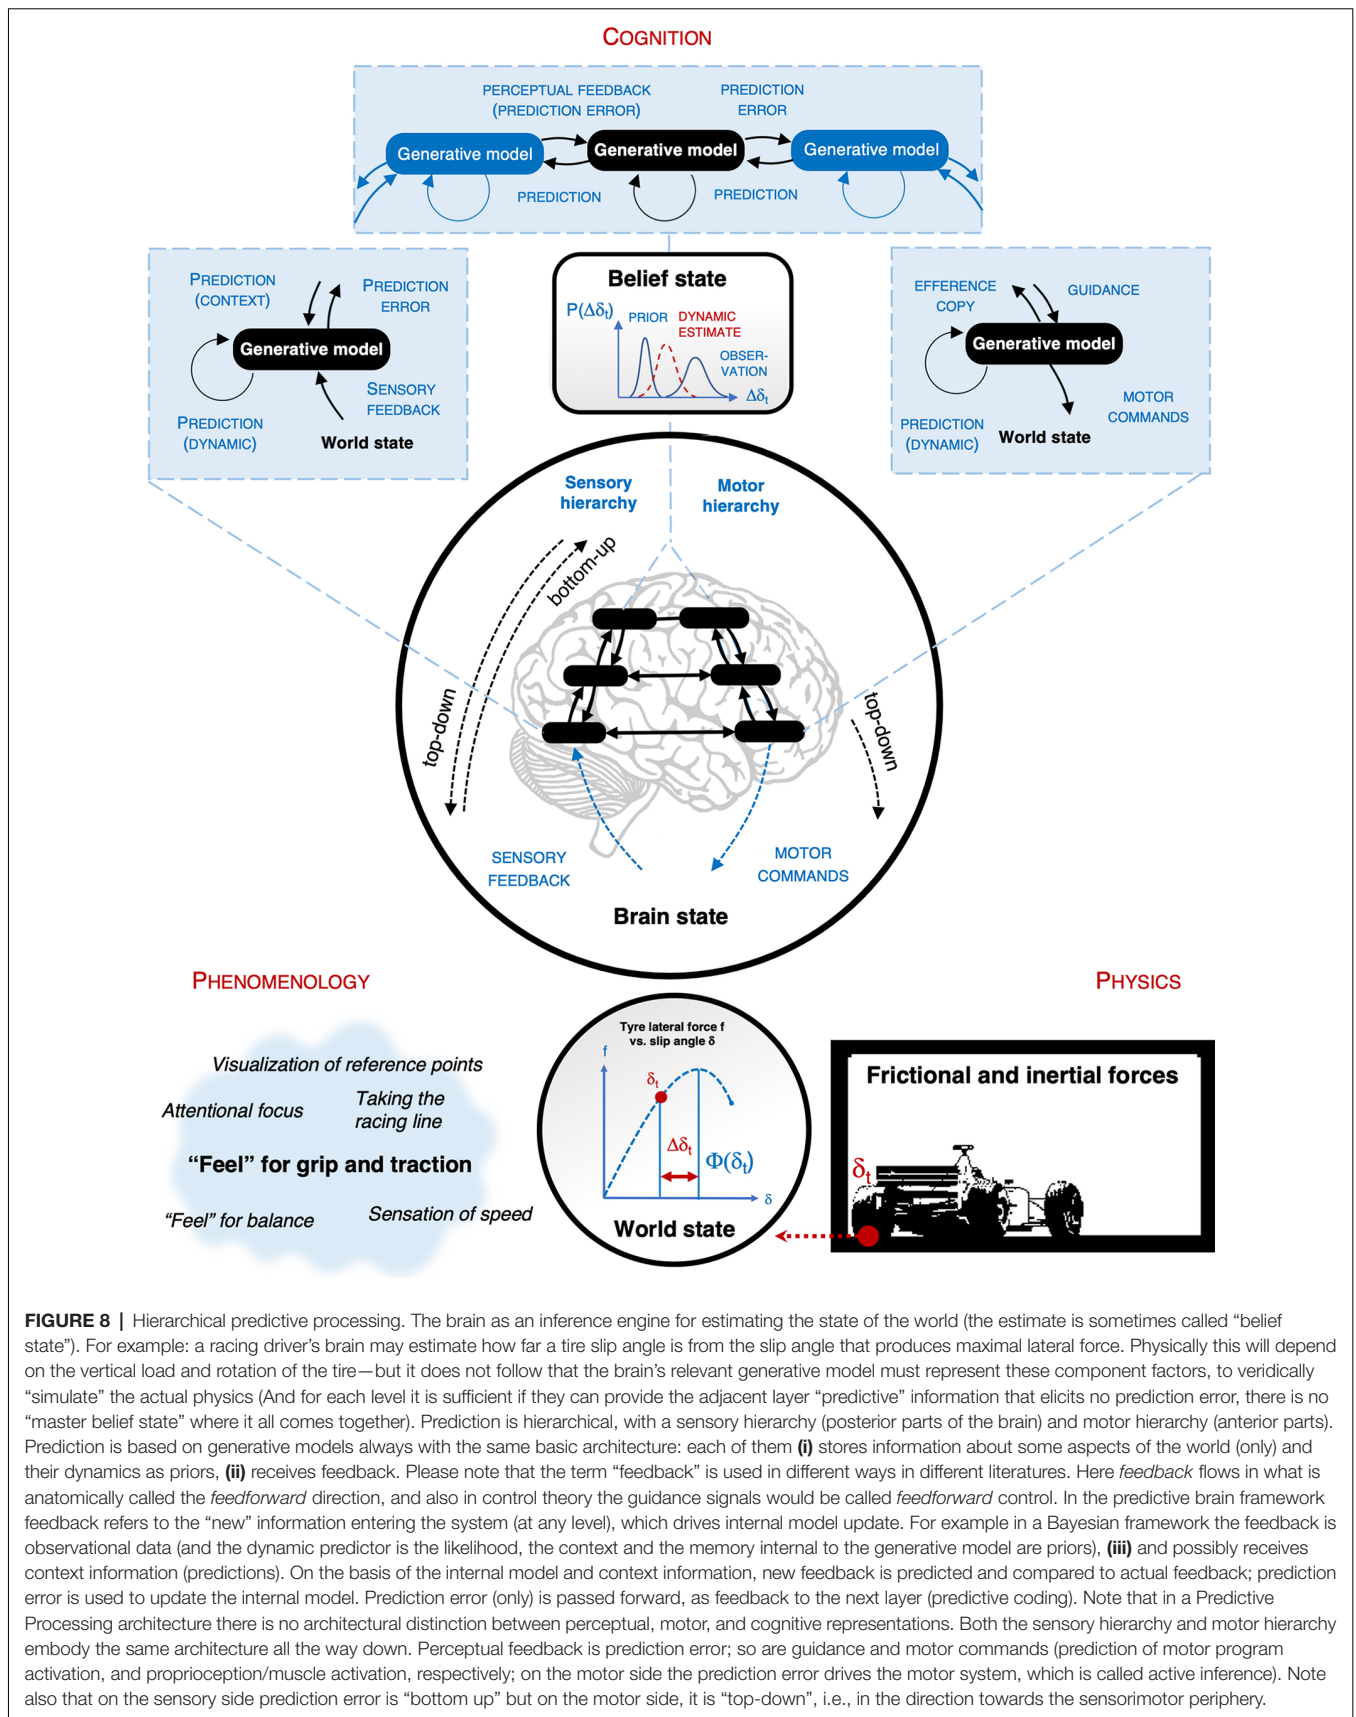 COGNITION
PERCEPTUAL FEEDBACK
(PREDICTION ERROR)
PREDICTION
ERROR
Generative model
Generative model
Generative model
PREDICTION
PREDICTION
PREDICTION
(CONTEXT)
PREDICTION
ERROR
Generative model
SENSORY
FEEDBACK
PREDICTION
(DYNAMIC)
World state
Belief state
P(Δδt)
PRIOR
DYNAMIC
ESTIMATE
OBSER-
VATION
Δδt
EFFERENCE
COPY
GUIDANCE
Generative model
MOTOR
COMMANDS
PREDICTION
(DYNAMIC)
World state
Sensory
hierarchy
Motor
hierarchy
bottom-up
top-down
top-down
SENSORY
FEEDBACK
MOTOR
COMMANDS
Brain state
PHENOMENOLOGY
PHYSICS
Visualization of reference points
Attentional focus
Taking the
racing line
“Feel” for grip and traction
“Feel” for balance
Sensation of speed
Tyre lateral force f
vs. slip angle δ
f
δt
Δδt
Φ(δt)
δ
World state
Frictional and inertial forces
δt
FIGURE 8 | Hierarchical predictive processing. The brain as an inference engine for estimating the state of the world (the estimate is sometimes called “belief
state”). For example: a racing driver’s brain may estimate how far a tire slip angle is from the slip angle that produces maximal lateral force. Physically this will depend
on the vertical load and rotation of the tire—but it does not follow that the brain’s relevant generative model must represent these component factors, to veridically
“simulate” the actual physics (And for each level it is sufficient if they can provide the adjacent layer “predictive” information that elicits no prediction error, there is no
“master belief state” where it all comes together). Prediction is hierarchical, with a sensory hierarchy (posterior parts of the brain) and motor hierarchy (anterior parts).
Prediction is based on generative models always with the same basic architecture: each of them (i) stores information about some aspects of the world (only) and
their dynamics as priors, (ii) receives feedback. Please note that the term “feedback” is used in different ways in different literatures. Here feedback flows in what is
anatomically called the feedforward direction, and also in control theory the guidance signals would be called feedforward control. In the predictive brain framework
feedback refers to the “new” information entering the system (at any level), which drives internal model update. For example in a Bayesian framework the feedback is
observational data (and the dynamic predictor is the likelihood, the context and the memory internal to the generative model are priors), (iii) and possibly receives
context information (predictions). On the basis of the internal model and context information, new feedback is predicted and compared to actual feedback; prediction
error is used to update the internal model. Prediction error (only) is passed forward, as feedback to the next layer (predictive coding). Note that in a Predictive
Processing architecture there is no architectural distinction between perceptual, motor, and cognitive representations. Both the sensory hierarchy and motor hierarchy
embody the same architecture all the way down. Perceptual feedback is prediction error; so are guidance and motor commands (prediction of motor program
activation, and proprioception/muscle activation, respectively; on the motor side the prediction error drives the motor system, which is called active inference). Note
also that on the sensory side prediction error is “bottom up” but on the motor side, it is “top-down”, i.e., in the direction towards the sensorimotor periphery.